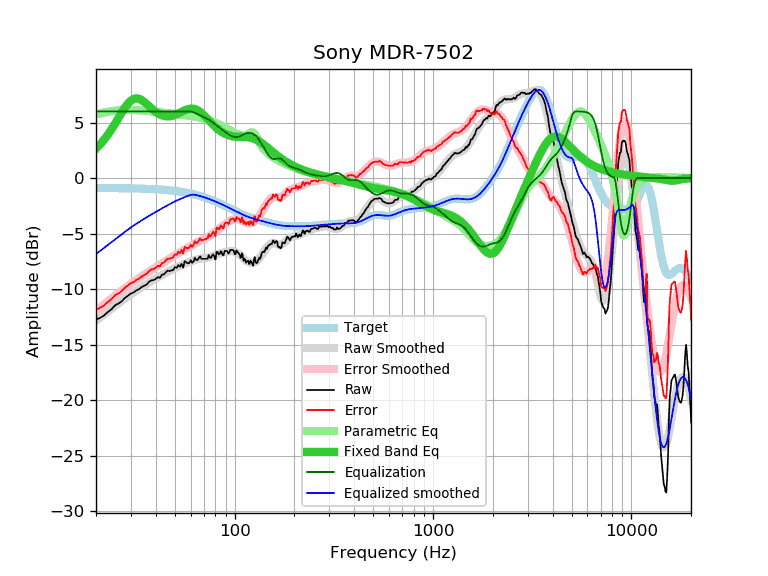 Sony MDR-7502
Amplitude (dBr)
5
0
−5
−10
−15
−20
−25
−30
Target
Raw Smoothed
Error Smoothed
Raw
Error
Parametric Eq
Fixed Band Eq
Equalization
Equalized smoothed
100
1000
10000
Frequency (Hz)